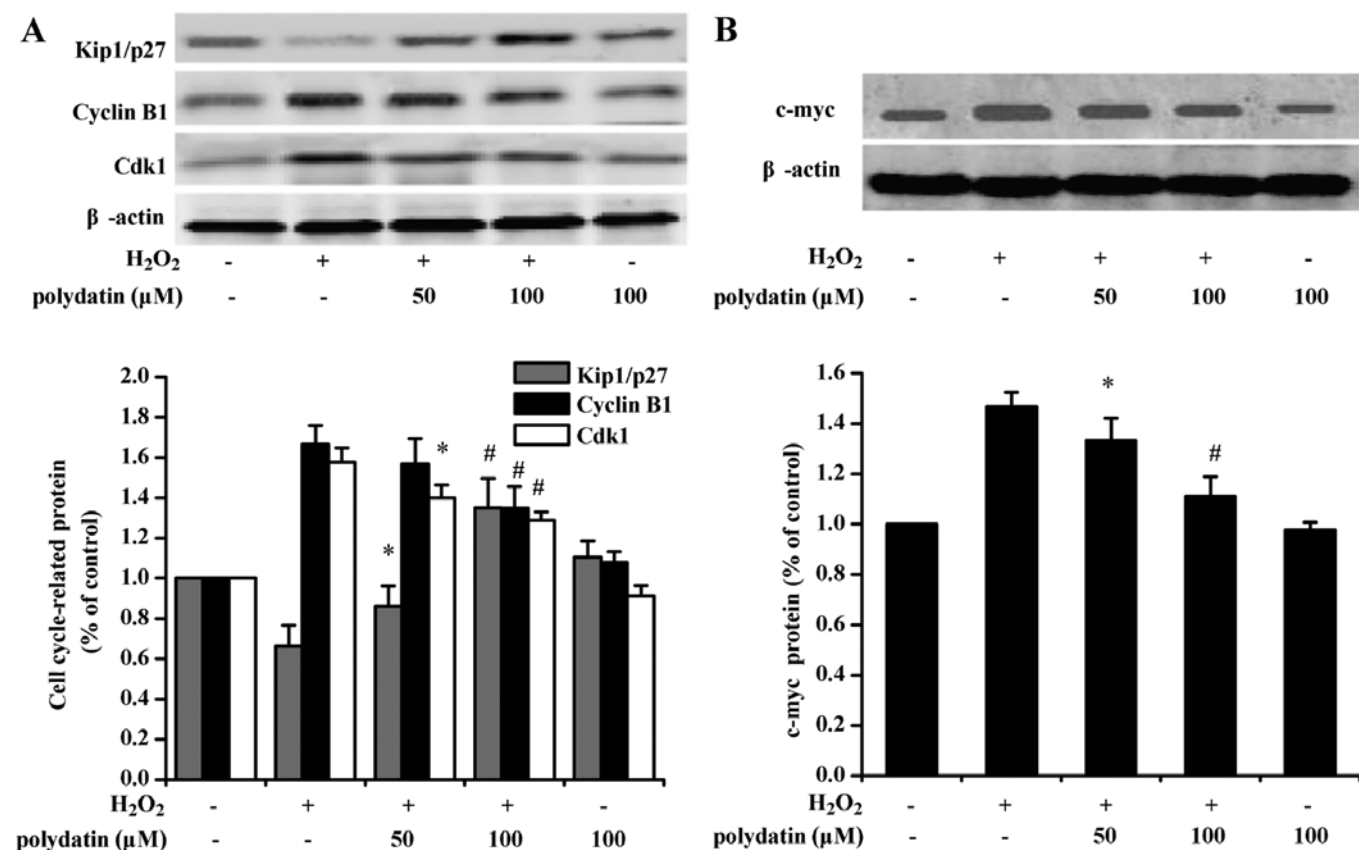 A
Kip1/p27
Cyclin B1
Cdk1
β -actin
H₂O₂ - + + + -
polydatin (μM) - - 50 100 100
Cell cycle-related protein
(% of control)
2.0
1.8
1.6
1.4
1.2
1.0
0.8
0.6
0.4
0.2
0.0
Kip1/p27
Cyclin B1
Cdk1
* * # # #
H₂O₂ - + + + -
polydatin (μM) - - 50 100 100
B
c-myc
β -actin
H₂O₂ - + + + -
polydatin (μM) - - 50 100 100
c-myc protein (% of control)
1.6
1.4
1.2
1.0
0.8
0.6
0.4
0.2
0.0
* #
H₂O₂ - + + + -
polydatin (μM) - - 50 100 100